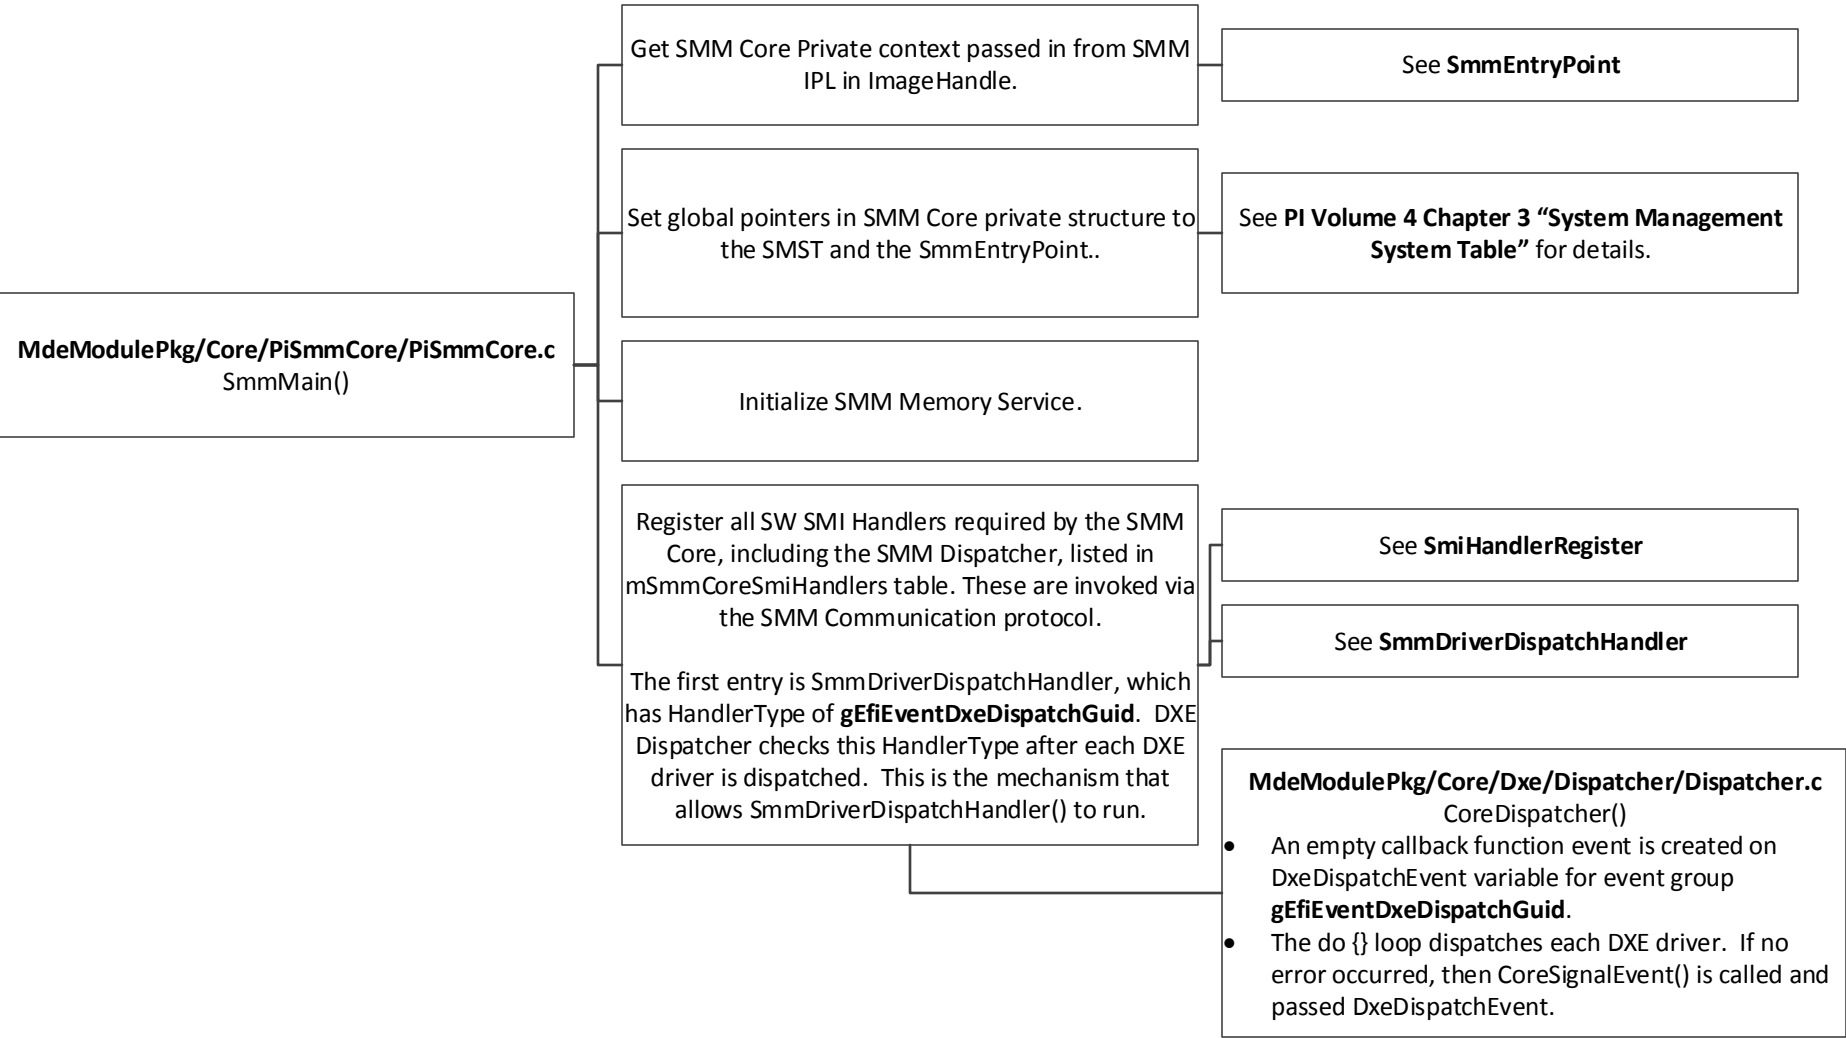 Get SMM Core Private context passed in from SMM
IPL in ImageHandle.
See SmmEntryPoint
Set global pointers in SMM Core private structure to
the SMST and the SmmEntryPoint..
See PI Volume 4 Chapter 3 “System Management
System Table” for details.
MdeModulePkg/Core/PiSmmCore/PiSmmCore.c
SmmMain()
Initialize SMM Memory Service.
Register all SW SMI Handlers required by the SMM
Core, including the SMM Dispatcher, listed in
mSmmCoreSmiHandlers table. These are invoked via
the SMM Communication protocol.
The first entry is SmmDriverDispatchHandler, which
has HandlerType of gEfiEventDxeDispatchGuid.  DXE
Dispatcher checks this HandlerType after each DXE
driver is dispatched.  This is the mechanism that
allows SmmDriverDispatchHandler() to run.
See SmiHandlerRegister
See SmmDriverDispatchHandler
MdeModulePkg/Core/Dxe/Dispatcher/Dispatcher.c
CoreDispatcher()
• An empty callback function event is created on
DxeDispatchEvent variable for event group
gEfiEventDxeDispatchGuid.
• The do {} loop dispatches each DXE driver.  If no
error occurred, then CoreSignalEvent() is called and
passed DxeDispatchEvent.